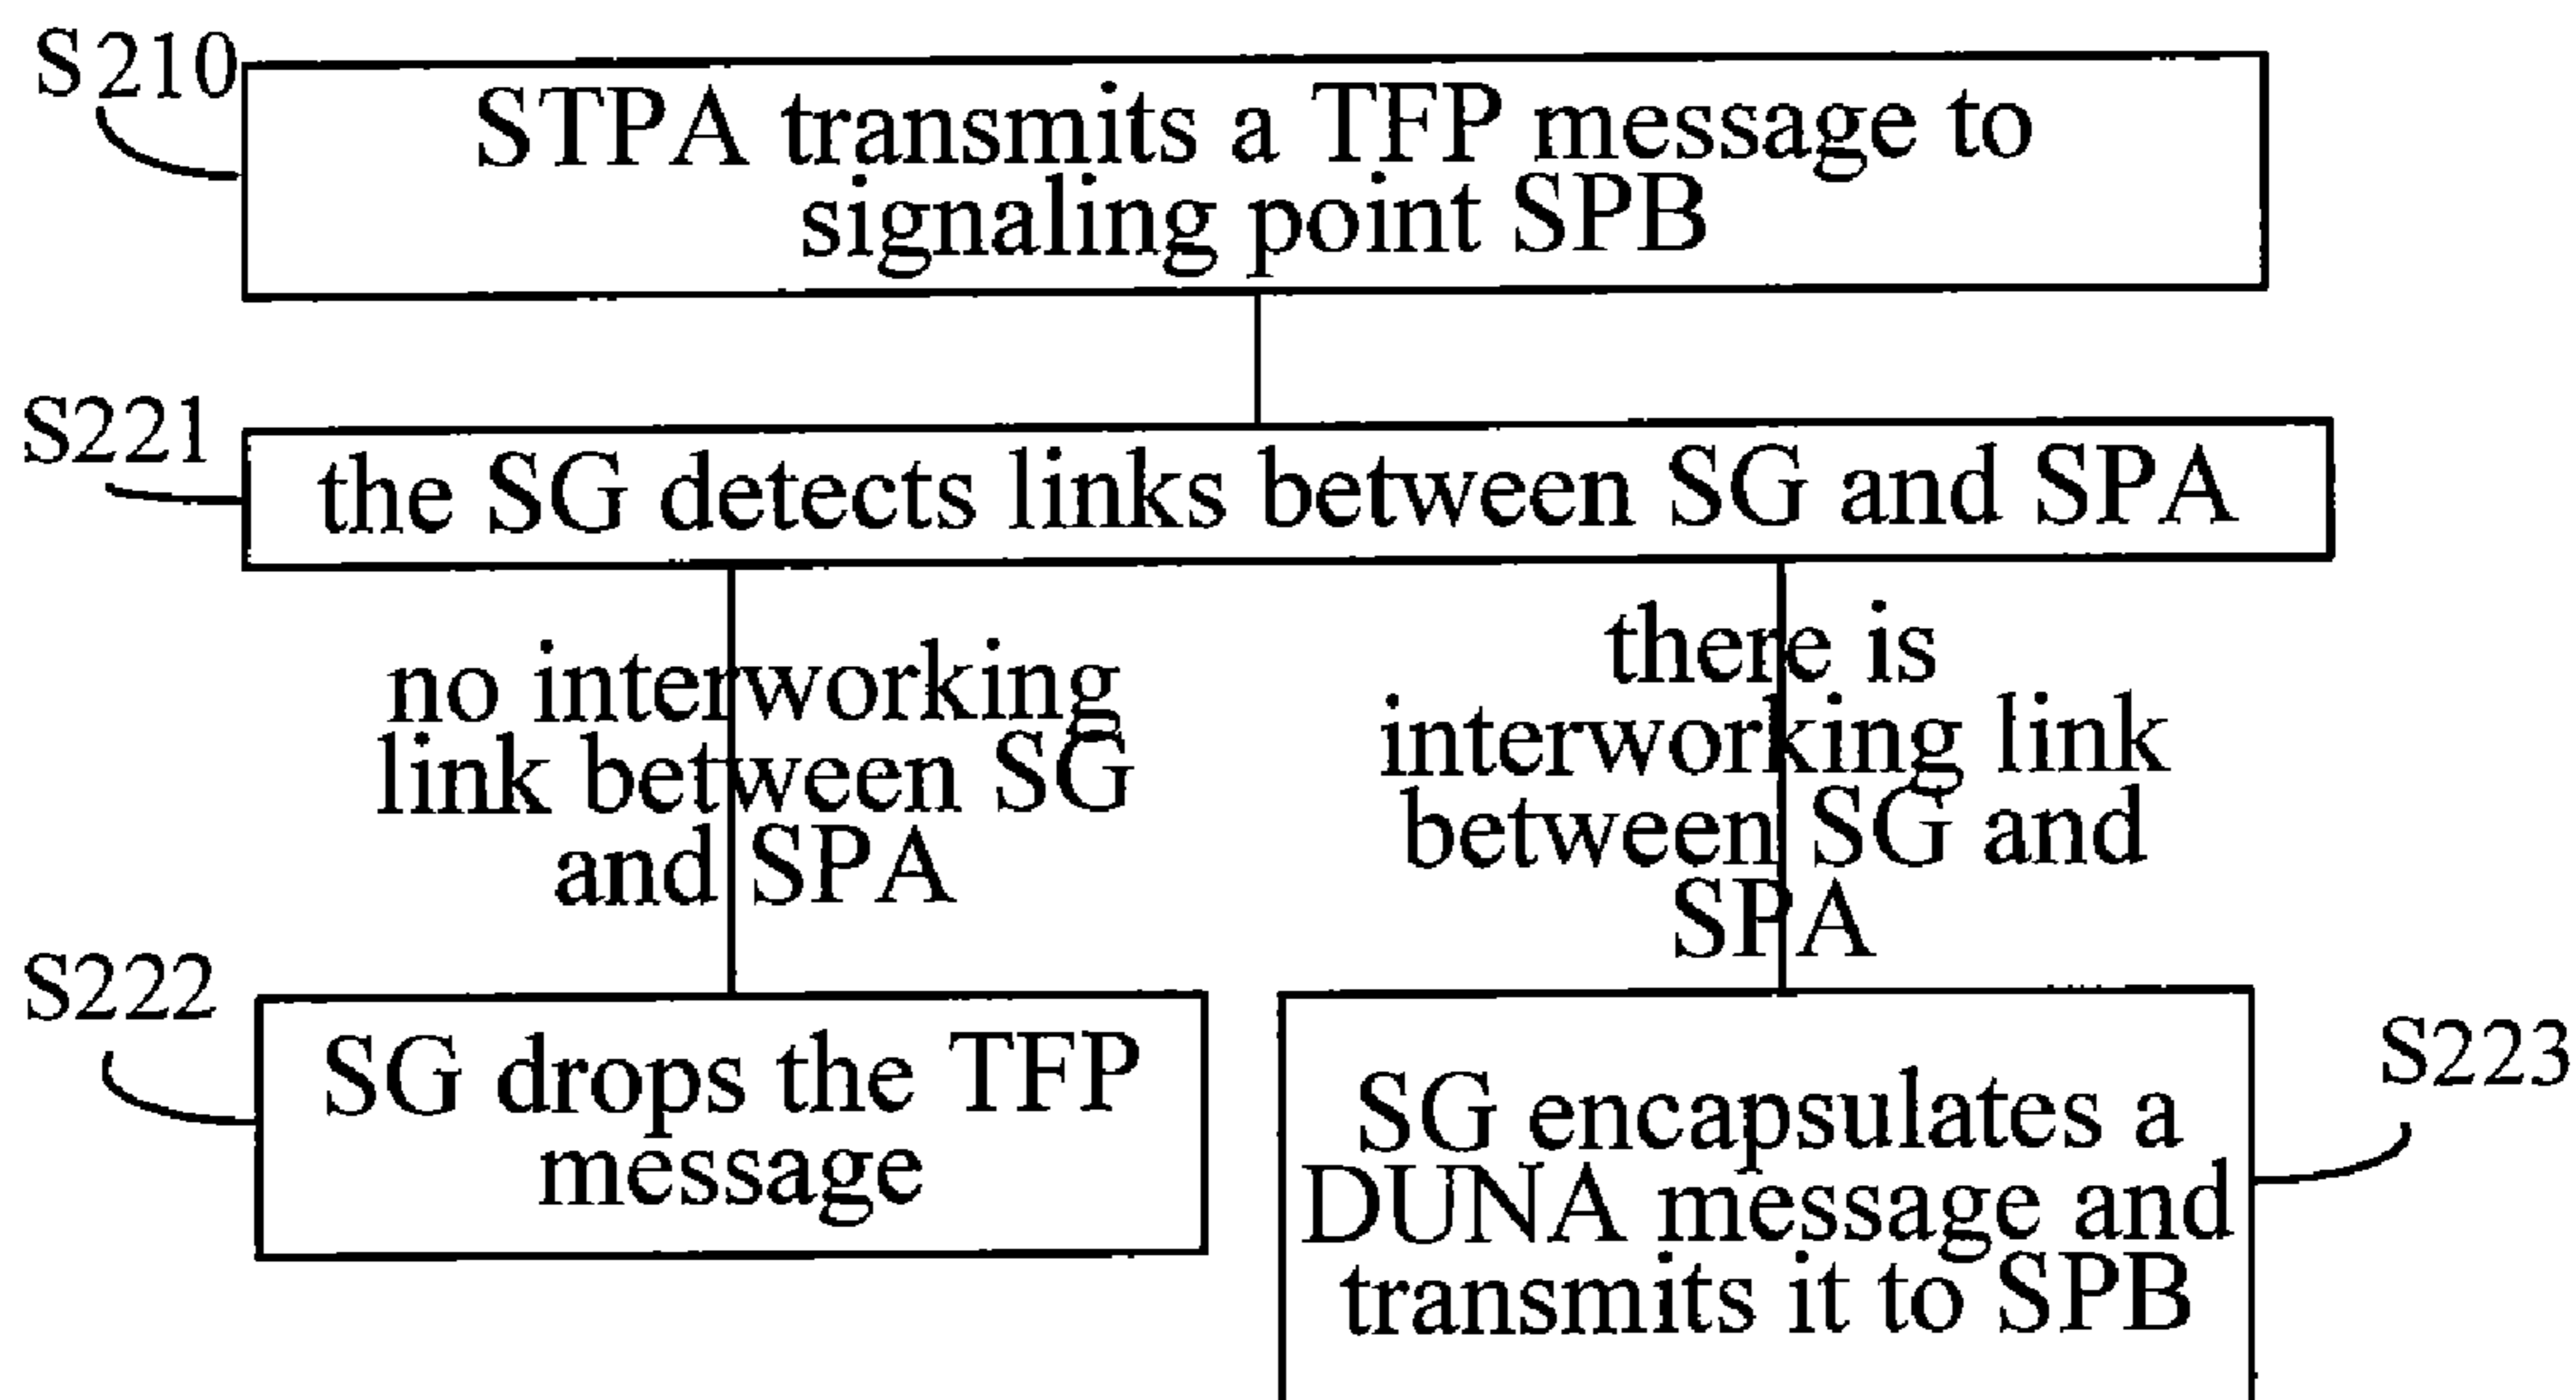 S210
STPA transmits a TFP message to
signaling point SPB
S221
the SG detects links between SG and SPA
no interworking
link between SG
and SPA
there is
interworking link
between SG and
SPA
S222
SG drops the TFP
message
S223
SG encapsulates a
DUNA message and
transmits it to SPB